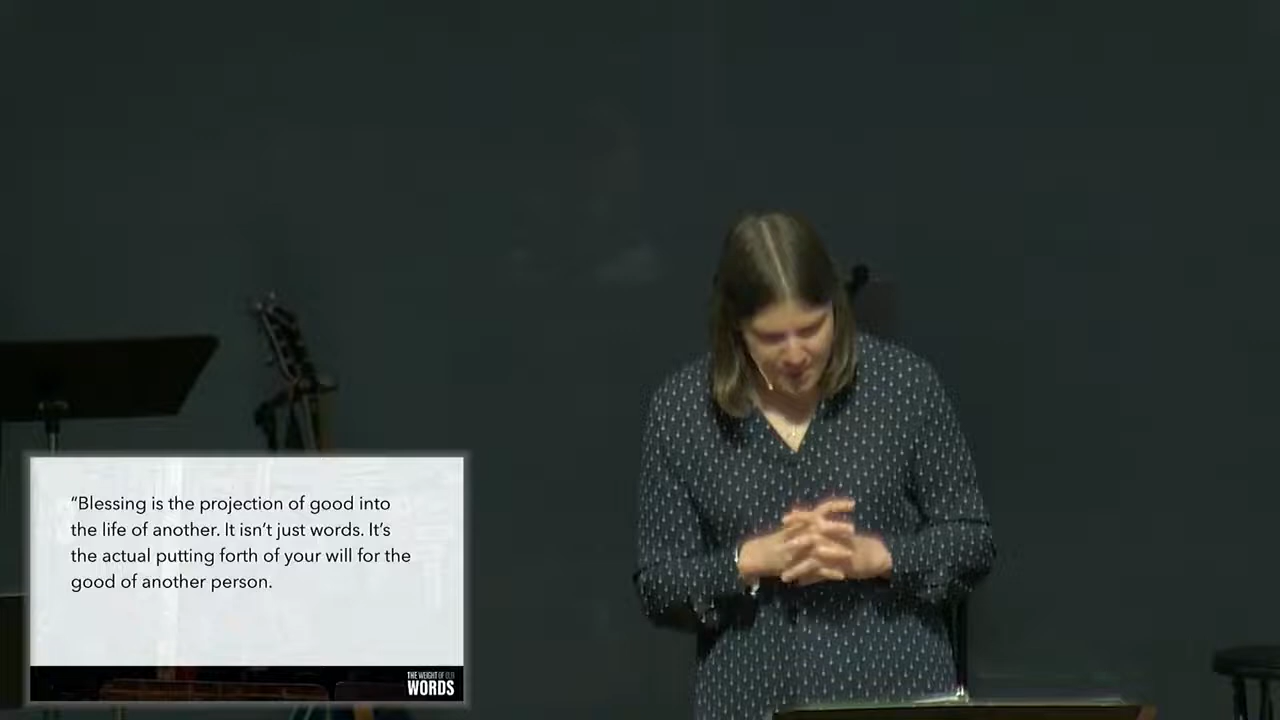 “Blessing is the projection of good into
the life of another. It isn’t just words. It’s
the actual putting forth of your will for the
good of another person.
THE WEIGHT OF OUR
WORDS